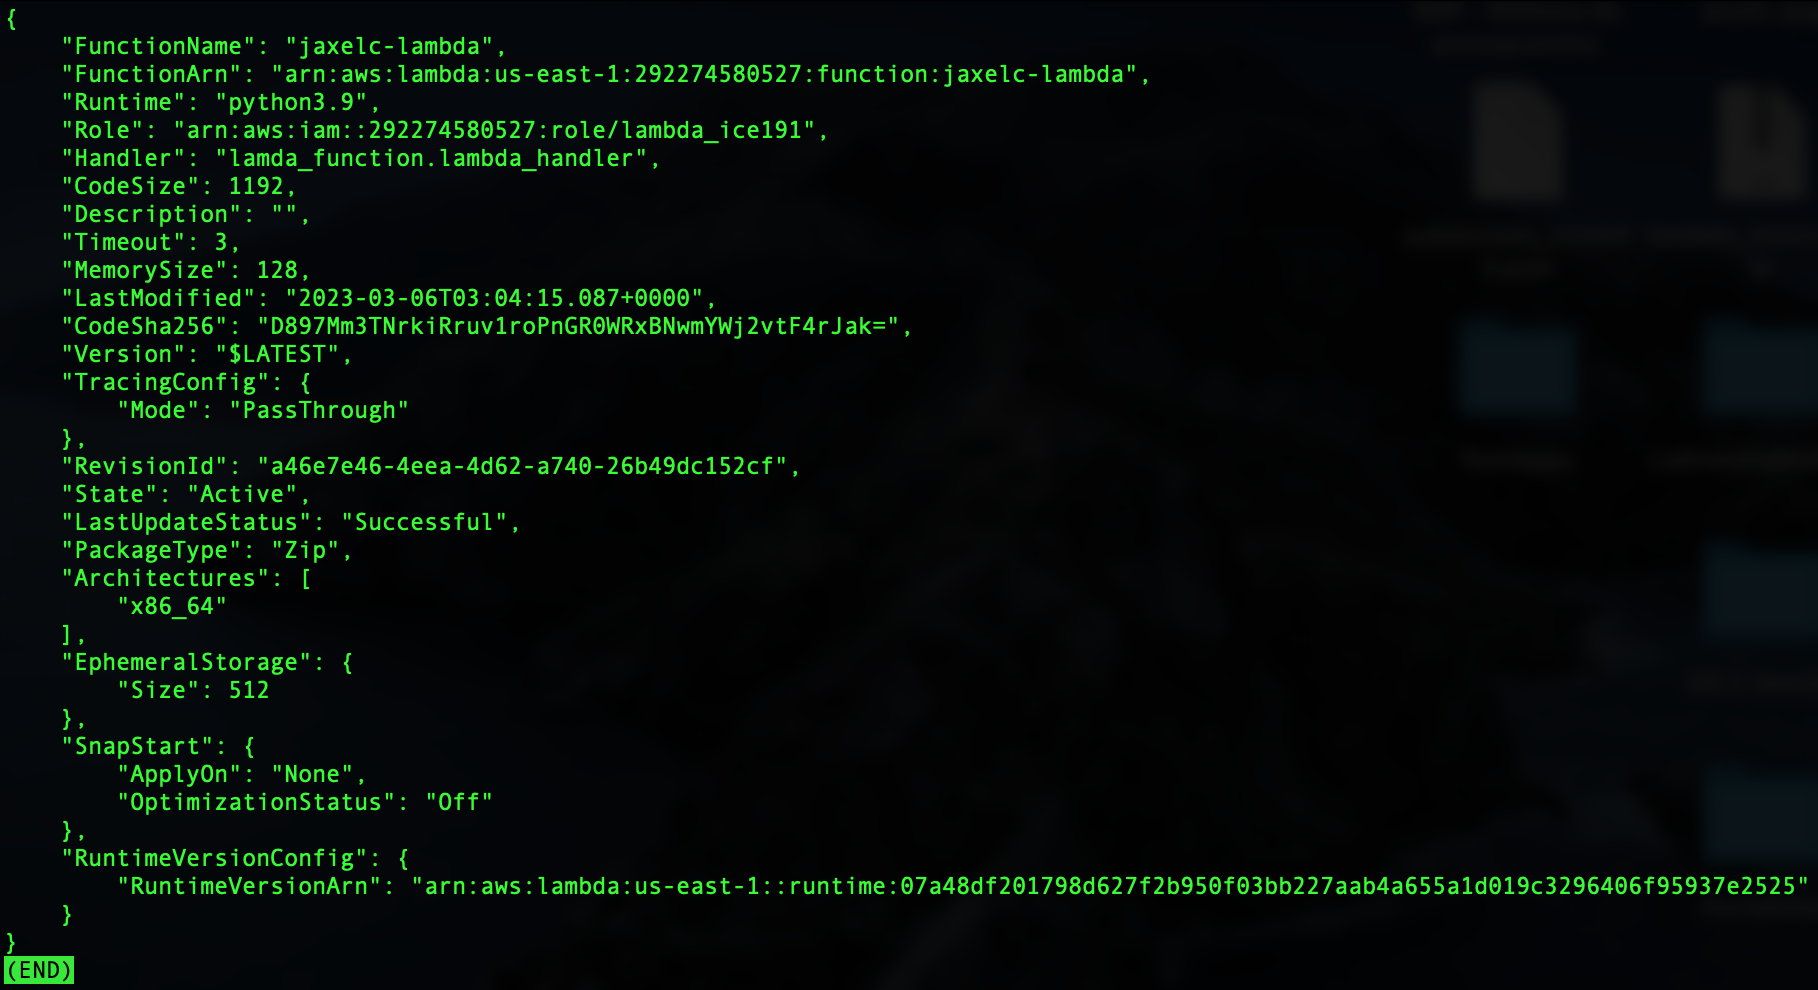 {
    "FunctionName": "jaxelc-lambda",
    "FunctionArn": "arn:aws:lambda:us-east-1:292274580527:function:jaxelc-lambda",
    "Runtime": "python3.9",
    "Role": "arn:aws:iam::292274580527:role/lambda_ice191",
    "Handler": "lamda_function.lambda_handler",
    "CodeSize": 1192,
    "Description": "",
    "Timeout": 3,
    "MemorySize": 128,
    "LastModified": "2023-03-06T03:04:15.087+0000",
    "CodeSha256": "D897Mm3TNrkiRruv1roPnGR0WRxBNwmYWj2vtF4rJak=",
    "Version": "$LATEST",
    "TracingConfig": {
        "Mode": "PassThrough"
    },
    "RevisionId": "a46e7e46-4eea-4d62-a740-26b49dc152cf",
    "State": "Active",
    "LastUpdateStatus": "Successful",
    "PackageType": "Zip",
    "Architectures": [
        "x86_64"
    ],
    "EphemeralStorage": {
        "Size": 512
    },
    "SnapStart": {
        "ApplyOn": "None",
        "OptimizationStatus": "Off"
    },
    "RuntimeVersionConfig": {
        "RuntimeVersionArn": "arn:aws:lambda:us-east-1::runtime:07a48df201798d627f2b950f03bb227aab4a655a1d019c3296406f95937e2525"
    }
}
(END)